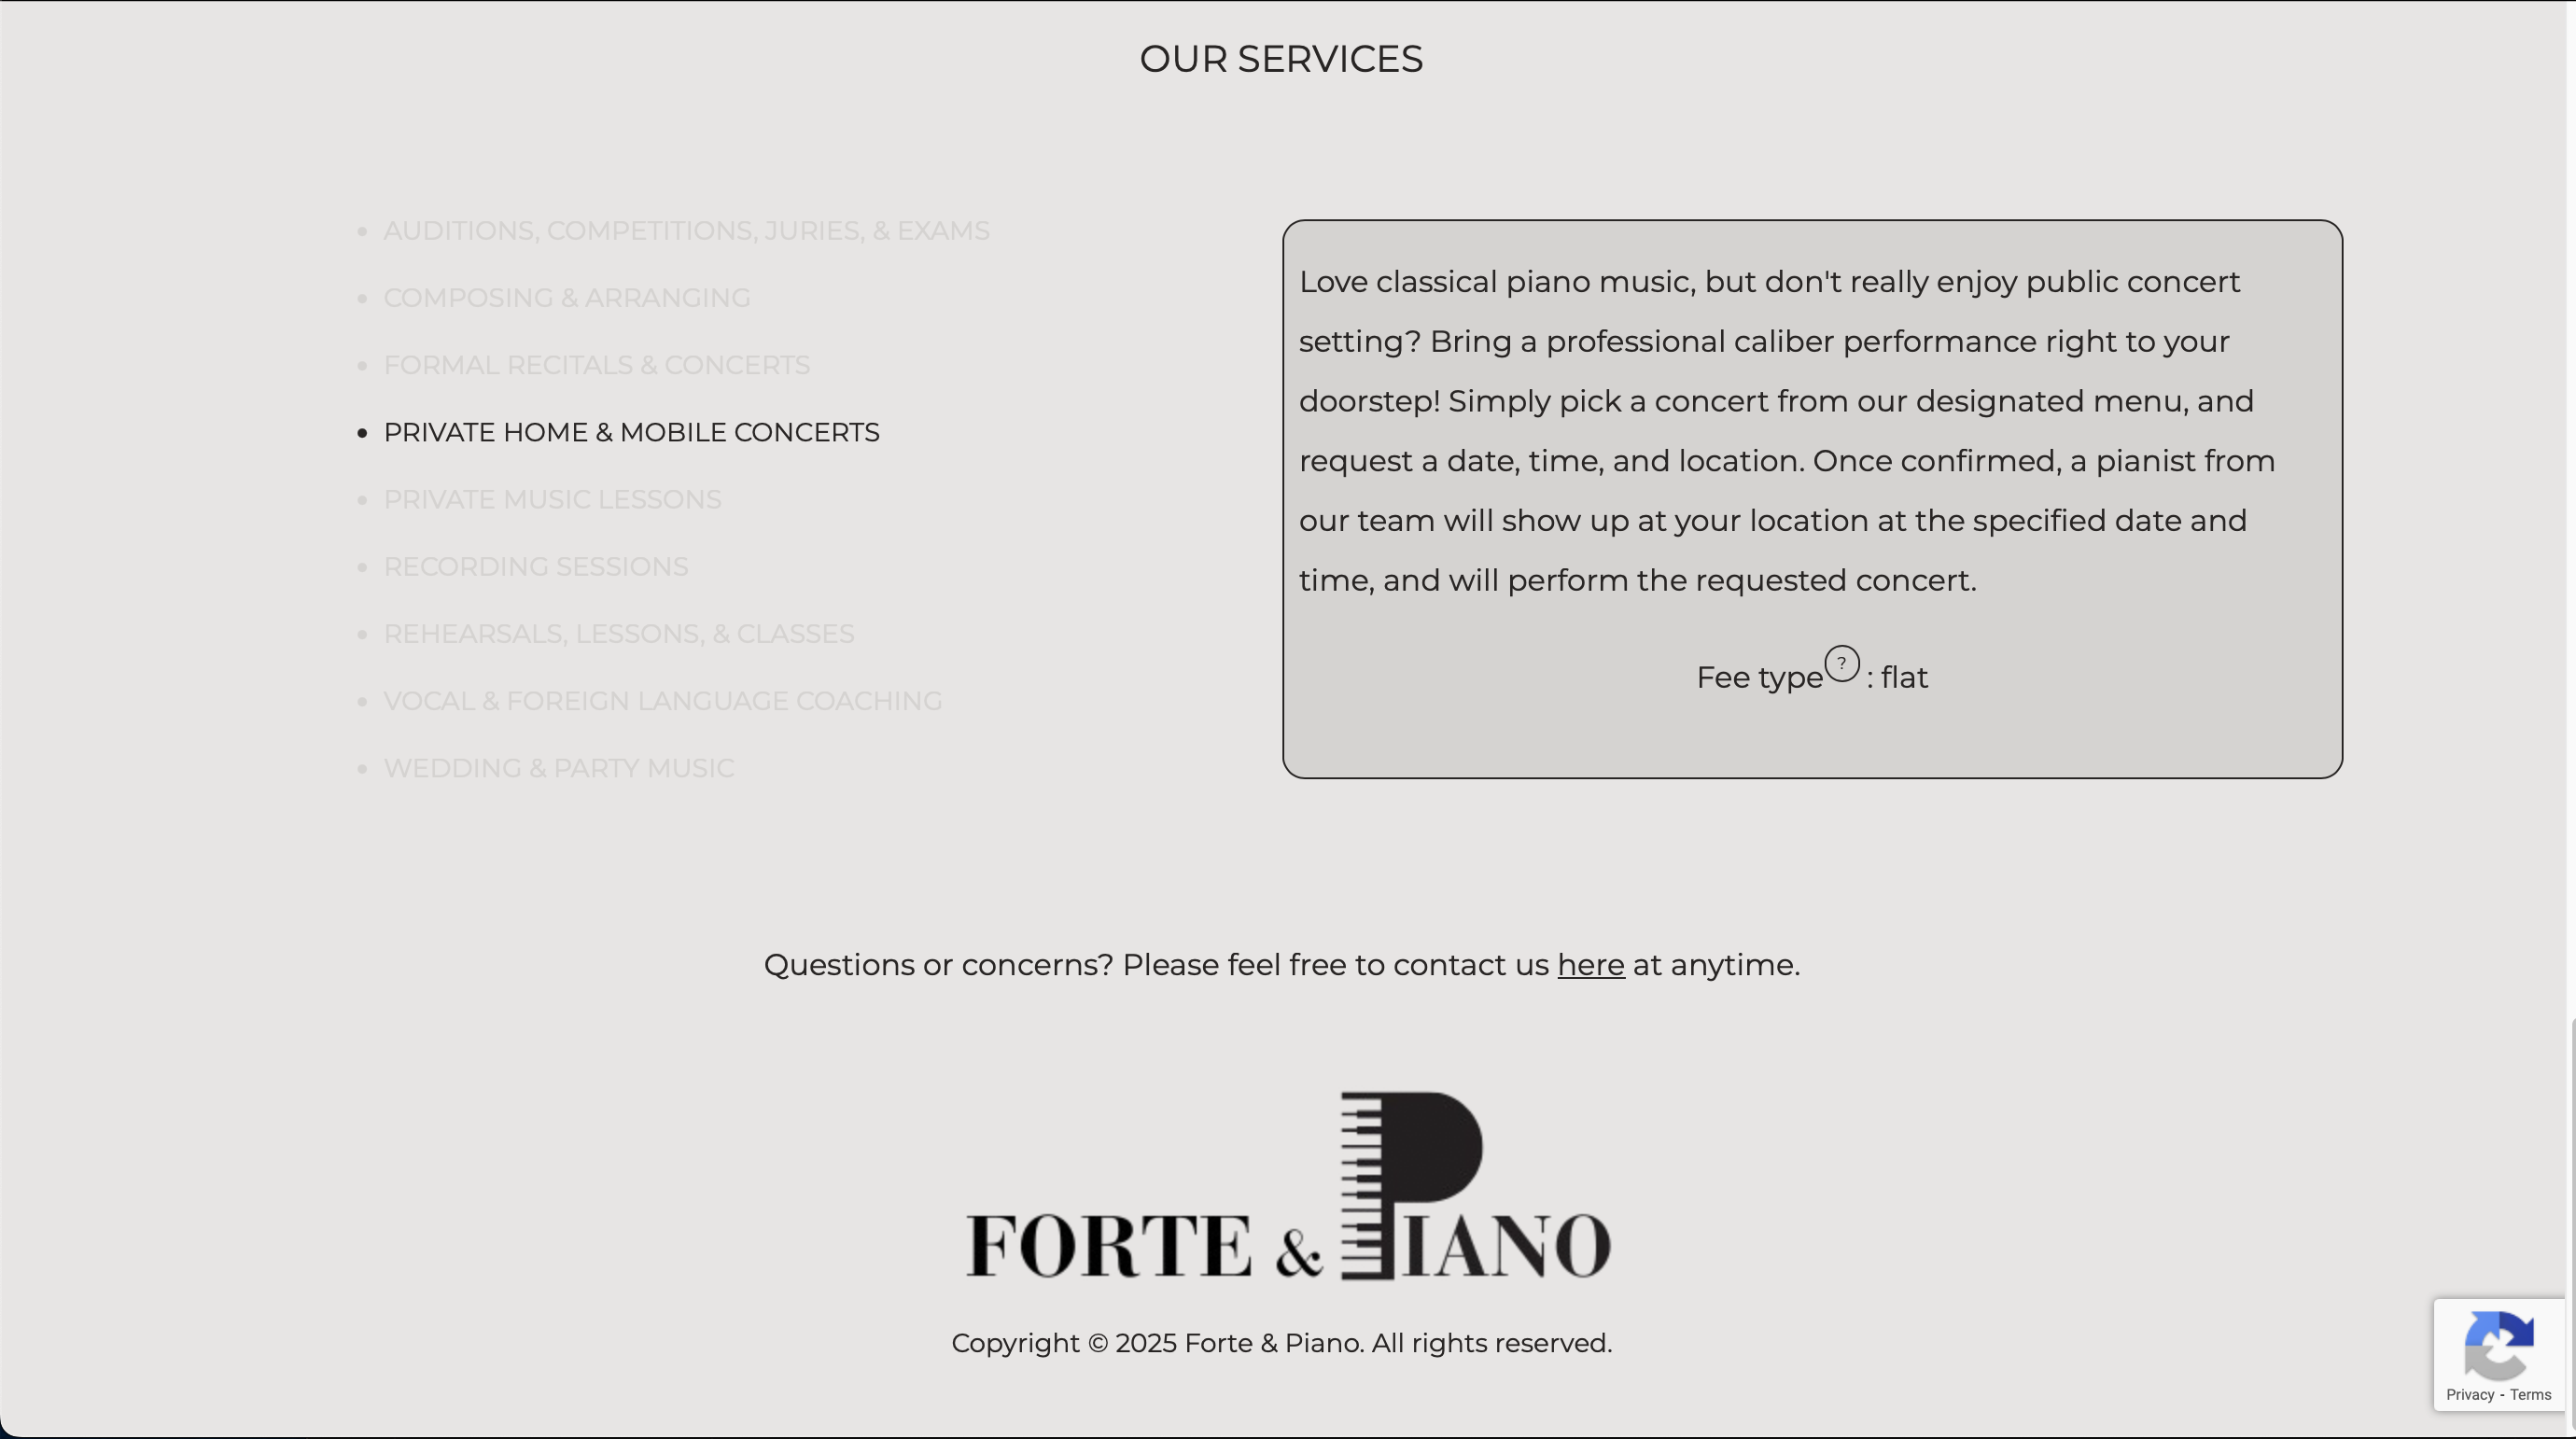 OUR SERVICES
AUDITIONS, COMPETITIONS, JURIES, & EXAMS
COMPOSING & ARRANGING
FORMAL RECITALS & CONCERTS
PRIVATE HOME & MOBILE CONCERTS
PRIVATE MUSIC LESSONS
RECORDING SESSIONS
REHEARSALS, LESSONS, & CLASSES
VOCAL & FOREIGN LANGUAGE COACHING
WEDDING & PARTY MUSIC
Love classical piano music, but don't really enjoy public concert
setting? Bring a professional caliber performance right to your
doorstep! Simply pick a concert from our designated menu, and
request a date, time, and location. Once confirmed, a pianist from
our team will show up at your location at the specified date and
time, and will perform the requested concert.
Fee type ? : flat
Questions or concerns? Please feel free to contact us here at anytime.
FORTE & PIANO
Copyright © 2025 Forte & Piano. All rights reserved.
Privacy - Terms